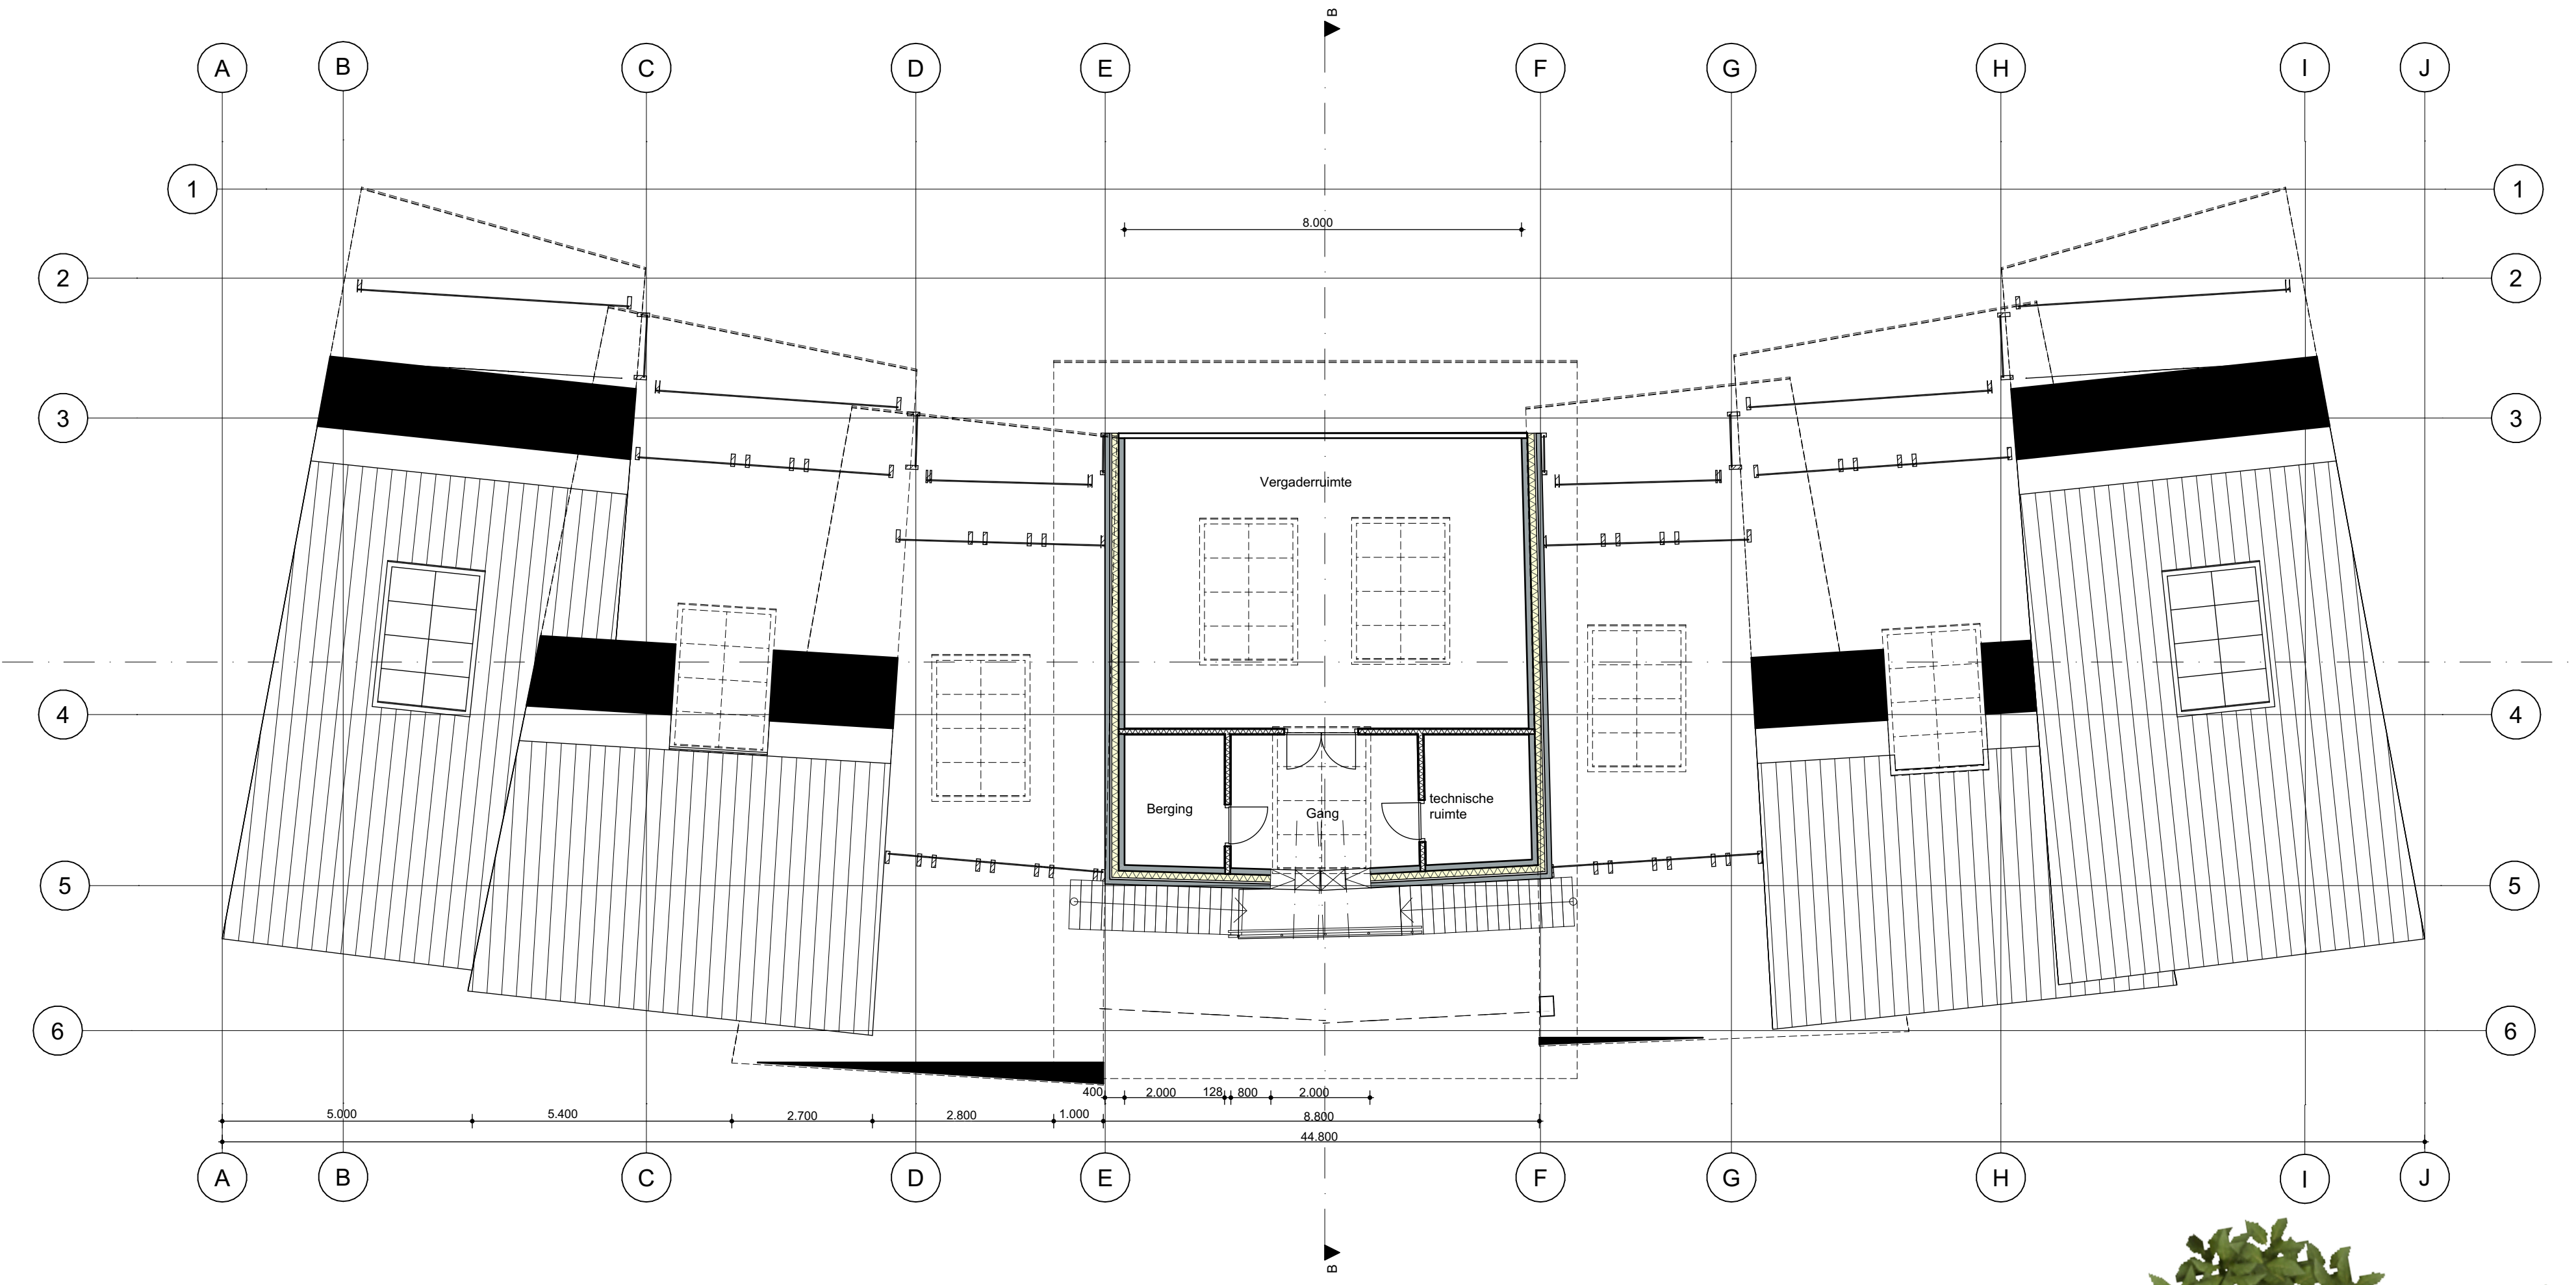 B
A B C D E F G H I J
1 1
8.000
2 2
3 3
Vergaderruimte
4 4
Berging
Gang
technische
ruimte
5 5
6 6
400 2.000 128 800 2.000
5.000 5.400 2.700 2.800 1.000 8.800
44.800
A B C D E F G H I J
B